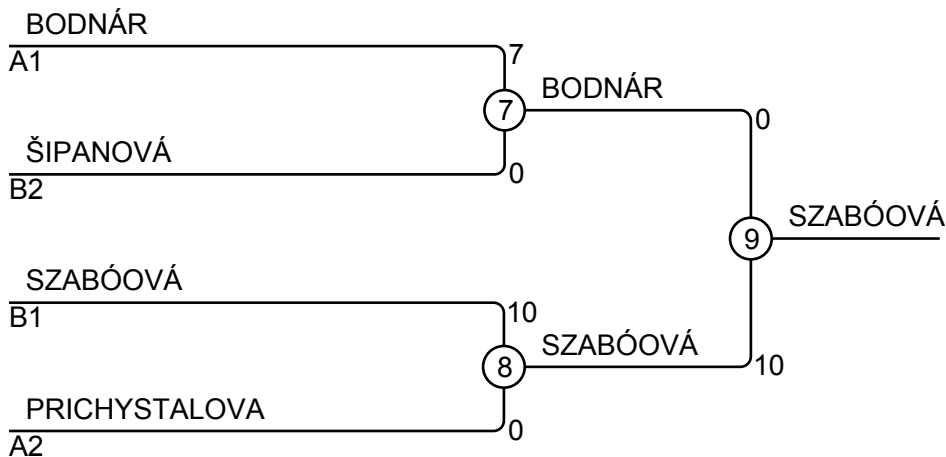 BODNÁR
A1
7
7
BODNÁR
0
ŠIPANOVÁ
B2
0
9
SZABÓOVÁ
SZABÓOVÁ
B1
10
8
SZABÓOVÁ
10
PRICHYSTALOVA
A2
0